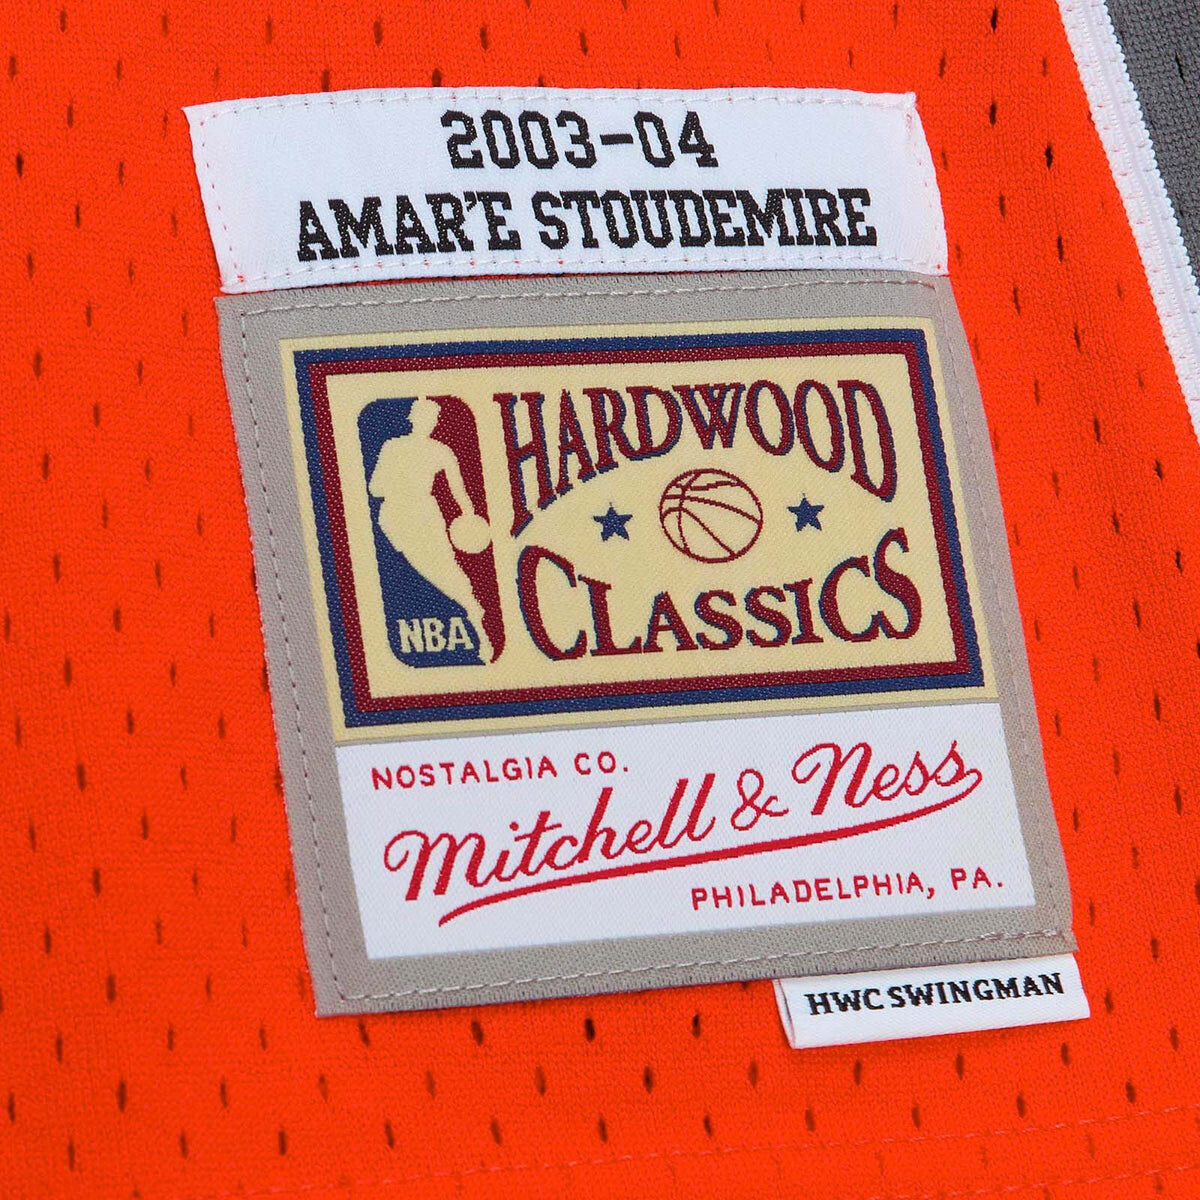 2003-04
AMAR'E STOUDEMIRE
HARDWOOD
CLASSICS
NBA
NOSTALGIA CO.
Mitchell & Ness
PHILADELPHIA, PA.
HWC SWINGMAN